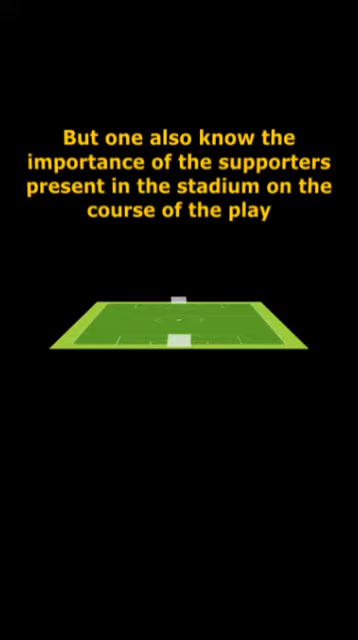 But one also know the
importance of the supporters
present in the stadium on the
course of the play